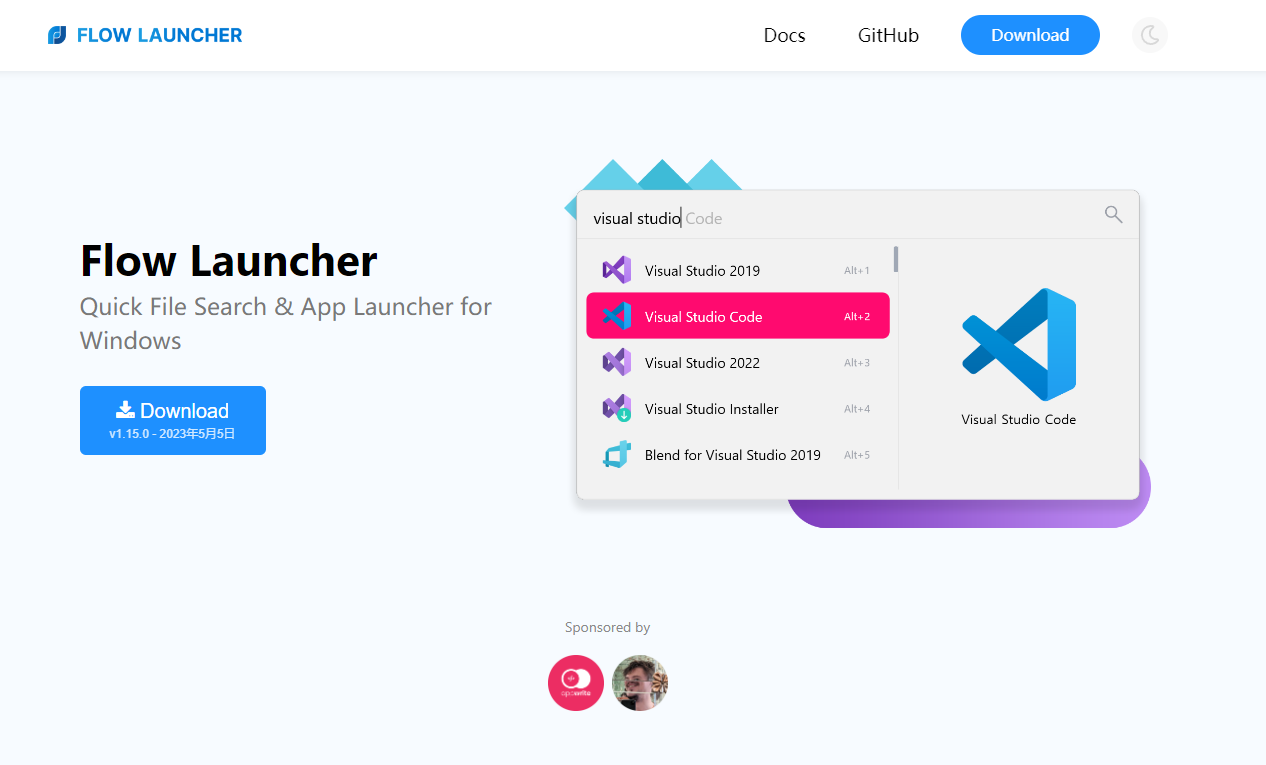 FLOW LAUNCHER
Docs
GitHub
Download
Flow Launcher
Quick File Search & App Launcher for
Windows
Download
v1.15.0 - 2023年5月5日
visual studio Code
Visual Studio 2019 Alt+1
Visual Studio Code Alt+2
Visual Studio 2022 Alt+3
Visual Studio Installer Alt+4
Blend for Visual Studio 2019 Alt+5
Visual Studio Code
Sponsored by
appwrite